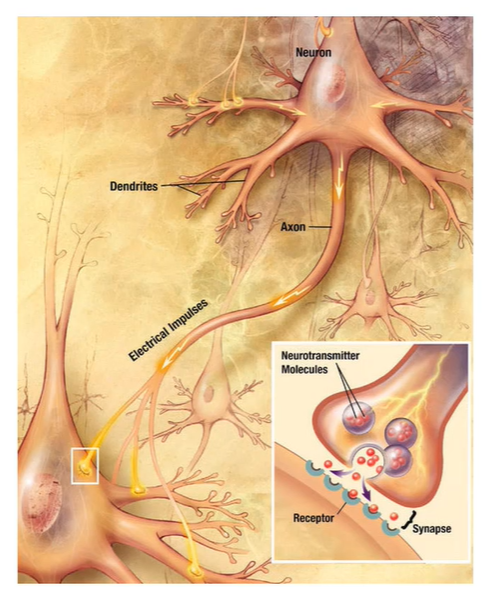 Neuron
Dendrites
Axon
Electrical Impulses
Neurotransmitter
Molecules
Receptor
Synapse